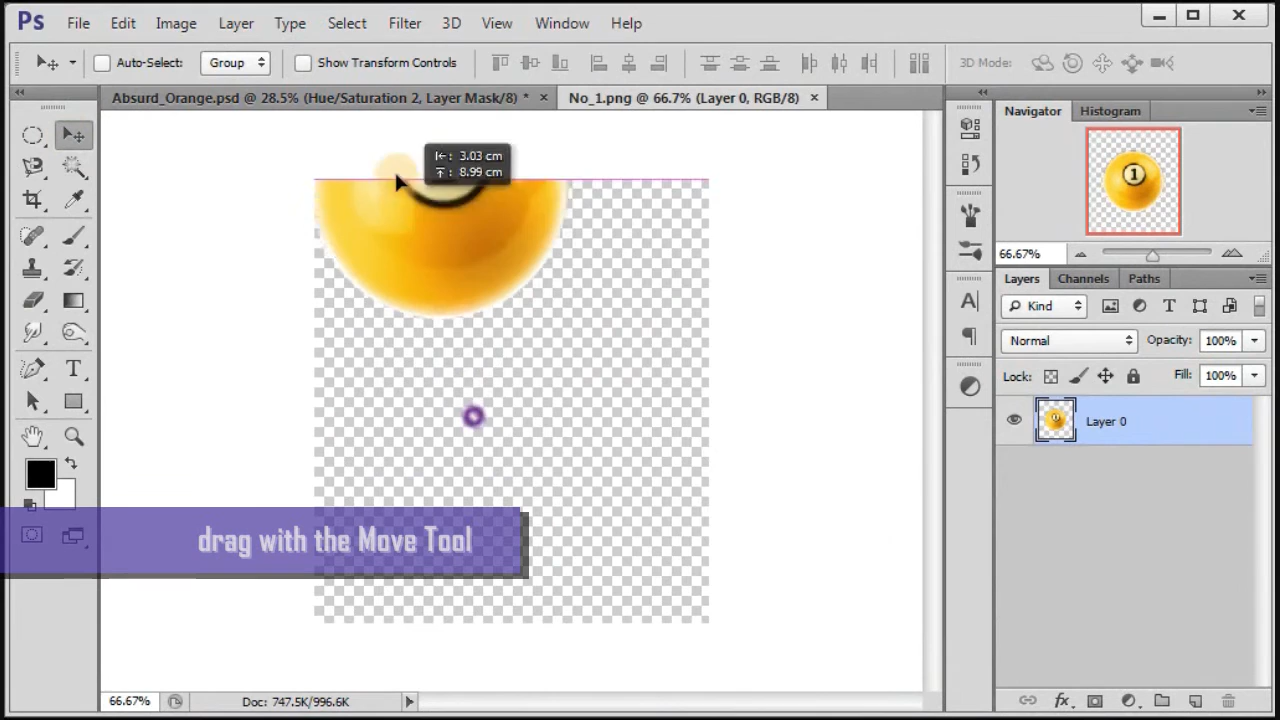 Ps File Edit Image Layer Type Select Filter 3D View Window Help
Auto-Select: Group Show Transform Controls 3D Mode:
Absurd_Orange.psd @ 28.5% (Hue/Saturation 2, Layer Mask/8) * × No_1.png @ 66.7% (Layer 0, RGB/8) ×
Navigator Histogram
3.03 cm
8.99 cm
1
66.67%
Layers Channels Paths
Kind T
Normal Opacity: 100%
Lock: Fill: 100%
Layer 0
A
T
drag with the Move Tool
66.67% Doc: 747.5K/996.6K
fx